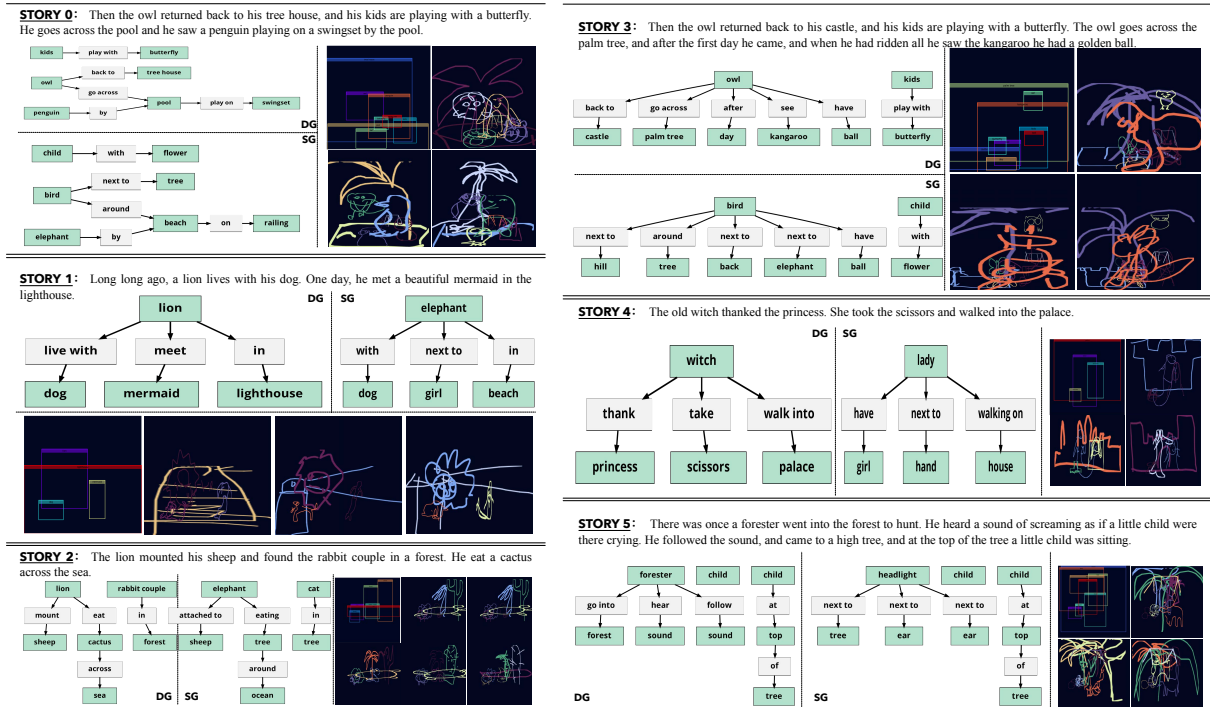 STORY 0: Then the owl returned back to his tree house, and his kids are playing with a butterfly.
He goes across the pool and he saw a penguin playing on a swingset by the pool.
kids play with butterfly
back to tree house
owl
go across
pool play on swingset
penguin by
DG
SG
child with flower
next to tree
bird
around
beach on railing
elephant by
STORY 1: Long long ago, a lion lives with his dog. One day, he met a beautiful mermaid in the
lighthouse.
DG SG
lion elephant
live with meet in with next to in
dog mermaid lighthouse dog girl beach
STORY 2: The lion mounted his sheep and found the rabbit couple in a forest. He eat a cactus
across the sea.
lion rabbit couple elephant cat
mount eat in attached to eating in
sheep cactus forest sheep tree tree
across around
sea DG SG ocean
STORY 3: Then the owl returned back to his castle, and his kids are playing with a butterfly. The owl goes across the
palm tree, and after the first day he came, and when he had ridden all he saw the kangaroo he had a golden ball.
owl kids
back to go across after see have play with
castle palm tree day kangaroo ball butterfly
DG
SG
bird child
next to around next to next to have with
hill tree back elephant ball flower
STORY 4: The old witch thanked the princess. She took the scissors and walked into the palace.
DG SG
witch lady
thank take walk into have next to walking on
princess scissors palace girl hand house
STORY 5: There was once a forester went into the forest to hunt. He heard a sound of screaming as if a little child were
there crying. He followed the sound, and came to a high tree, and at the top of the tree a little child was sitting.
forester child child headlight child child
go into hear follow at next to next to next to at
forest sound sound top tree ear ear top
of of
DG tree SG tree